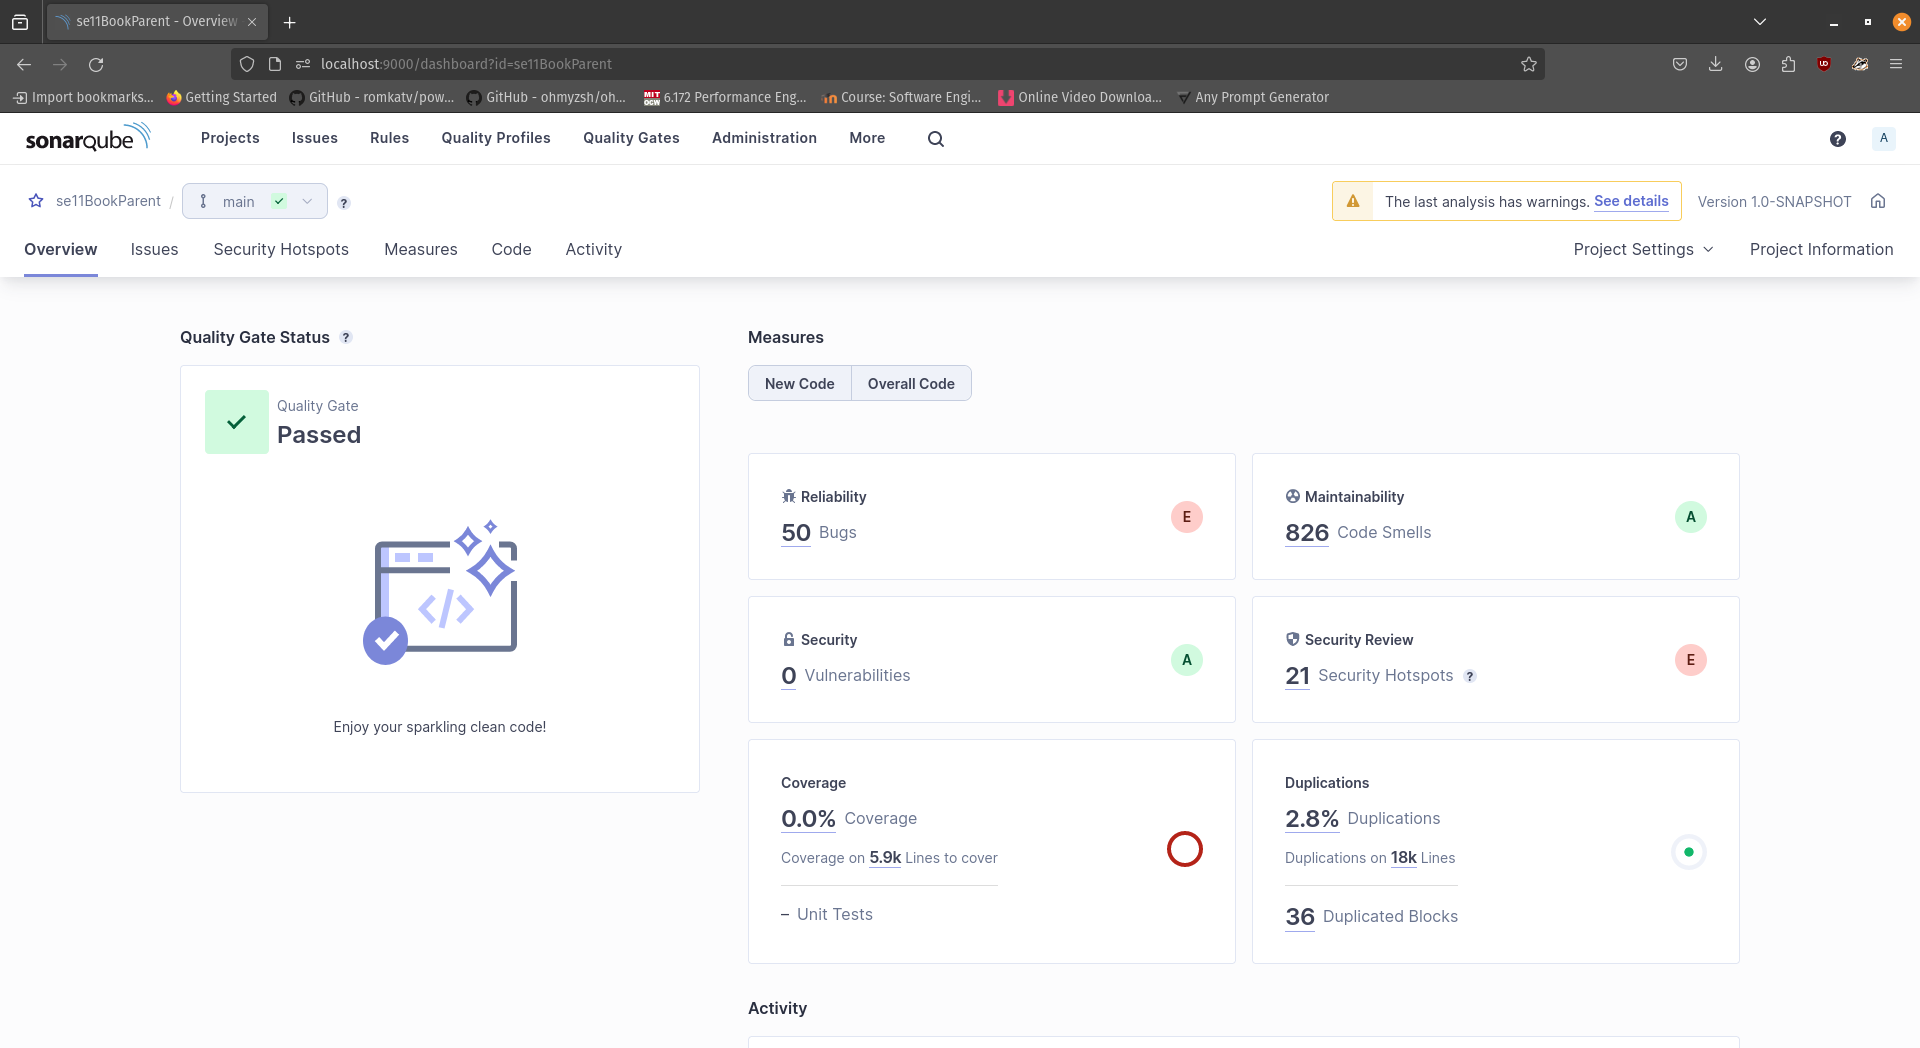 se11BookParent - Overview
localhost:9000/dashboard?id=se11BookParent
Import bookmarks...
Getting Started
GitHub - romkatv/pow...
GitHub - ohmyzsh/oh...
MIT OCW 6.172 Performance Eng...
Course: Software Engi...
Online Video Downloa...
Any Prompt Generator
sonarqube
Projects
Issues
Rules
Quality Profiles
Quality Gates
Administration
More
?
A
se11BookParent /
main
?
The last analysis has warnings. See details
Version 1.0-SNAPSHOT
Overview
Issues
Security Hotspots
Measures
Code
Activity
Project Settings
Project Information
Quality Gate Status ?
Quality Gate
Passed
</>
Enjoy your sparkling clean code!
Measures
New Code
Overall Code
Reliability
50 Bugs
E
Maintainability
826 Code Smells
A
Security
0 Vulnerabilities
A
Security Review
21 Security Hotspots ?
E
Coverage
0.0% Coverage
Coverage on 5.9k Lines to cover
– Unit Tests
Duplications
2.8% Duplications
Duplications on 18k Lines
36 Duplicated Blocks
Activity